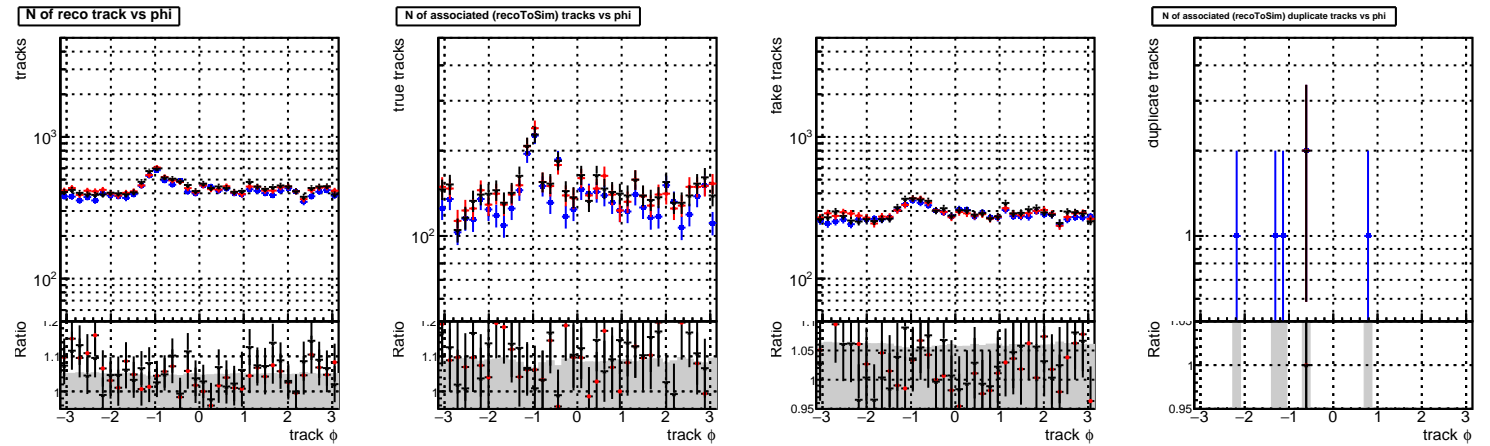 N of reco track vs phi
tracks
10³
10²
Ratio
1.2
1.1
1
−3 −2 −1 0 1 2 3
track ϕ
N of associated (recoToSim) tracks vs phi
true tracks
10²
Ratio
1.2
1.1
1
−3 −2 −1 0 1 2 3
track ϕ
fake tracks
10³
10²
Ratio
1.1
1.05
1
0.95
−3 −2 −1 0 1 2 3
track ϕ
N of associated (recoToSim) duplicate tracks vs phi
duplicate tracks
1
Ratio
1.05
1
0.95
−3 −2 −1 0 1 2 3
track ϕ